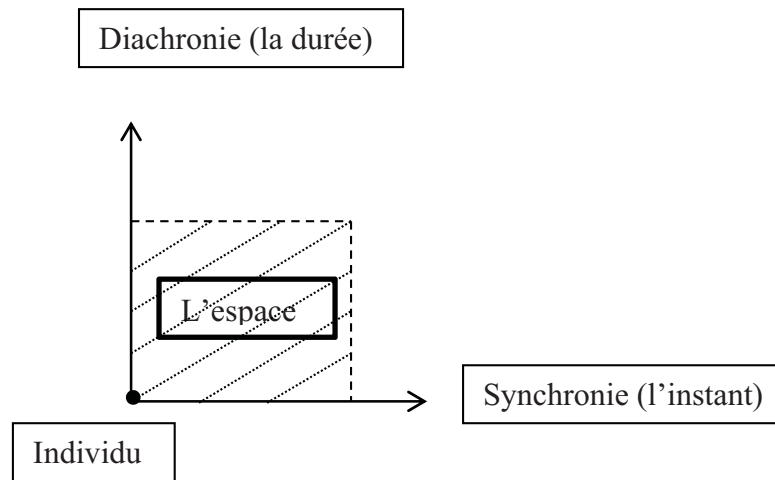 Diachronie (la durée)
L’espace
Synchronie (l’instant)
Individu